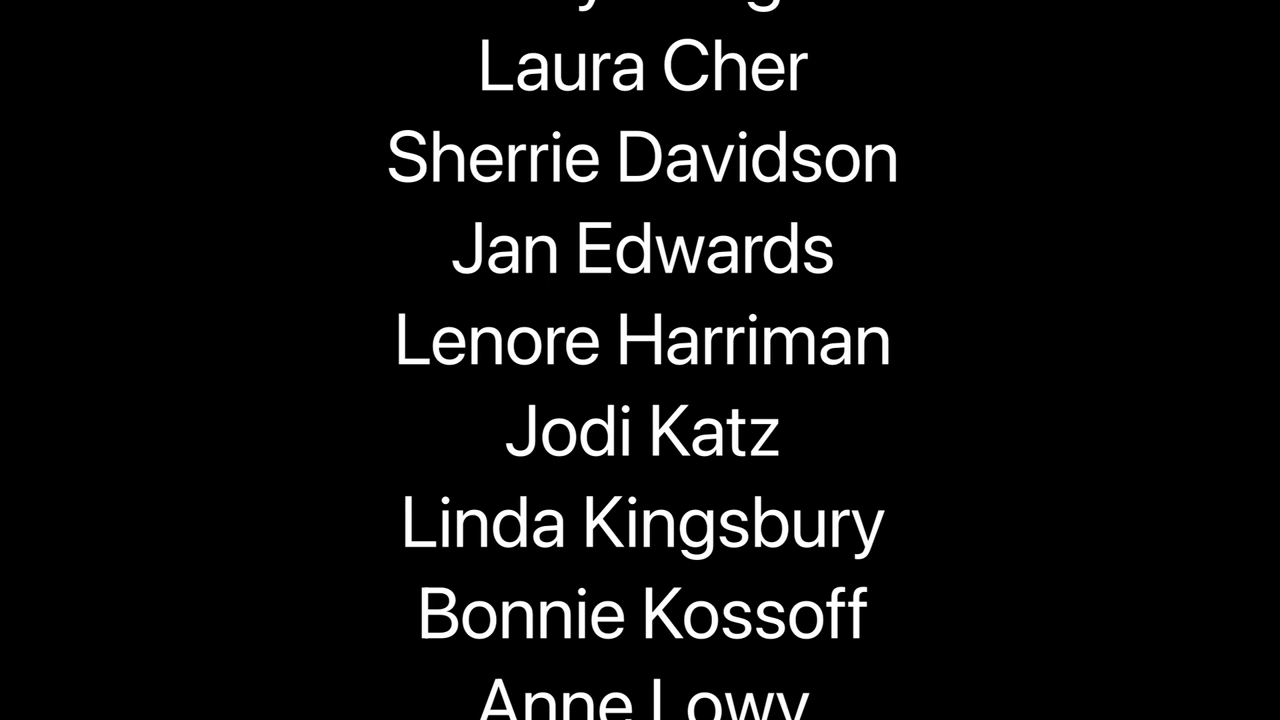 Laura Cher
Sherrie Davidson
Jan Edwards
Lenore Harriman
Jodi Katz
Linda Kingsbury
Bonnie Kossoff
Anne Lowy